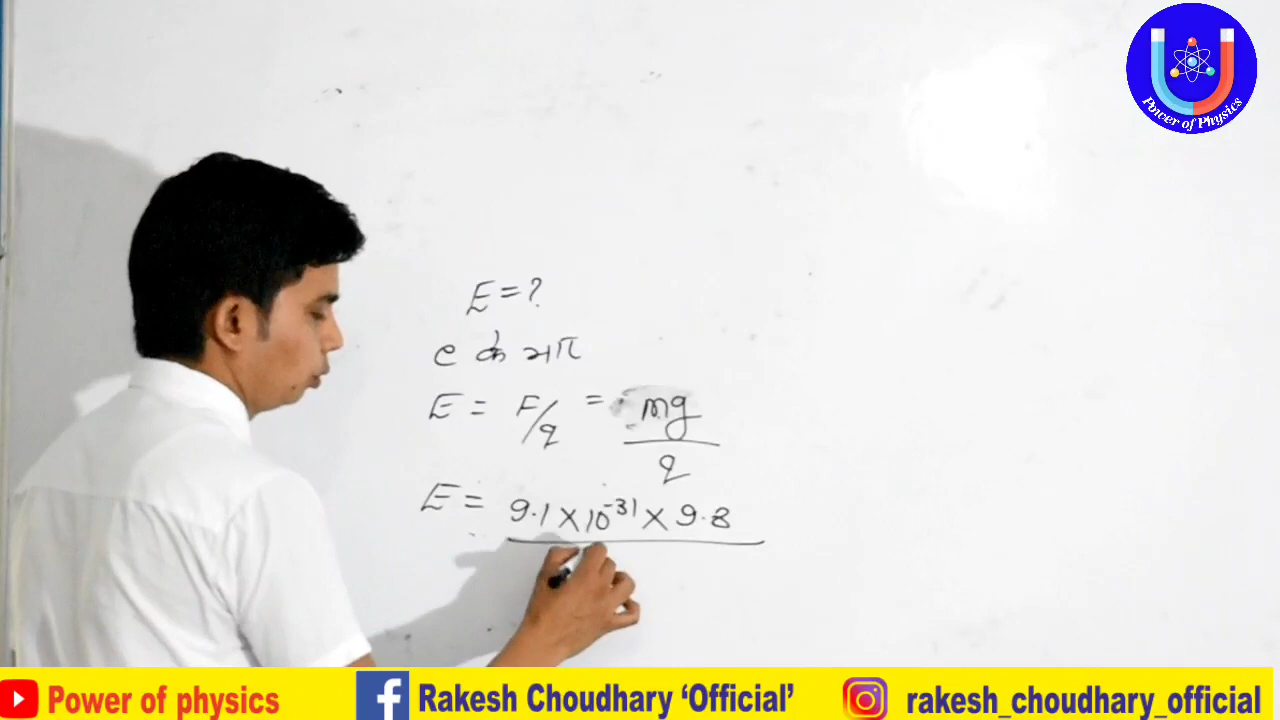 Power of Physics
E = ?
e के भार
E = F/q = mg/q
E = 9.1 × 10⁻³¹ × 9.8
Power of physics
Rakesh Choudhary ‘Official’
rakesh_choudhary_official